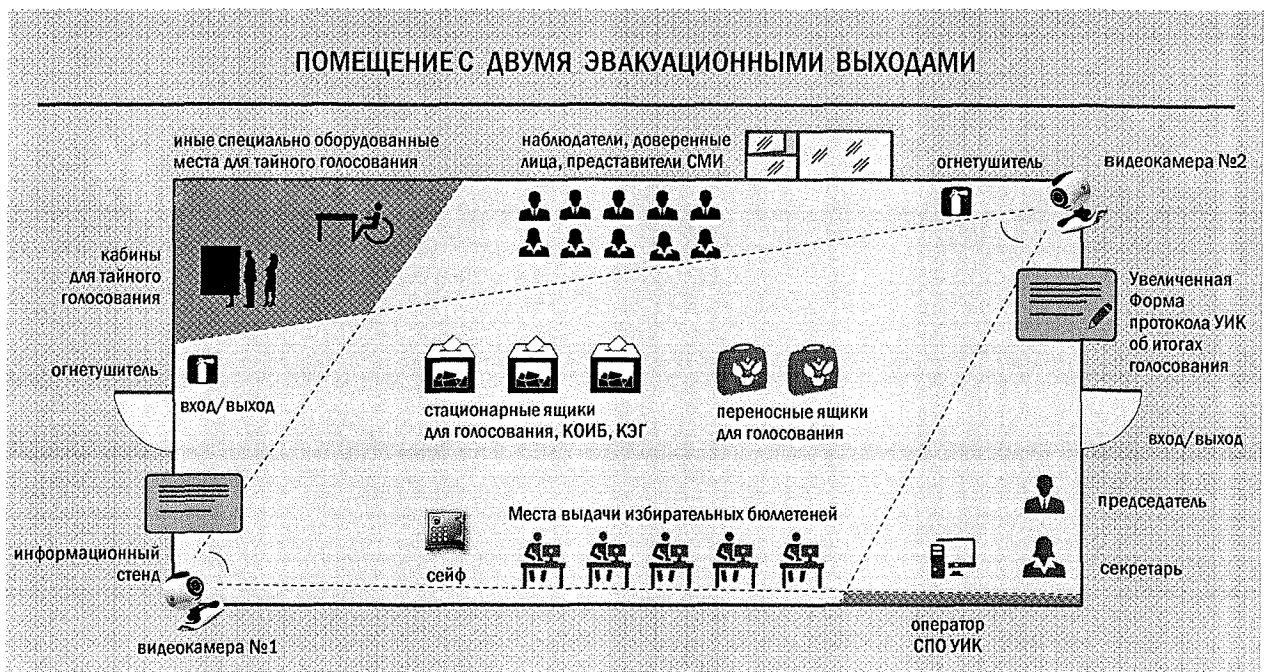 ПОМЕЩЕНИЕ С ДВУМЯ ЭВАКУАЦИОННЫМИ ВЫХОДАМИ
иные специально оборудованные
места для тайного голосования
наблюдатели, доверенные
лица, представители СМИ
огнетушитель
видеокамера №2
кабины
для тайного
голосования
Увеличенная
Форма
протокола УИК
об итогах
голосования
огнетушитель
вход/выход
стационарные ящики
для голосования, КОИБ, КЭГ
переносные ящики
для голосования
вход/выход
председатель
Места выдачи избирательных бюллетеней
информационный
стенд
сейф
секретарь
оператор
СПО УИК
видеокамера №1